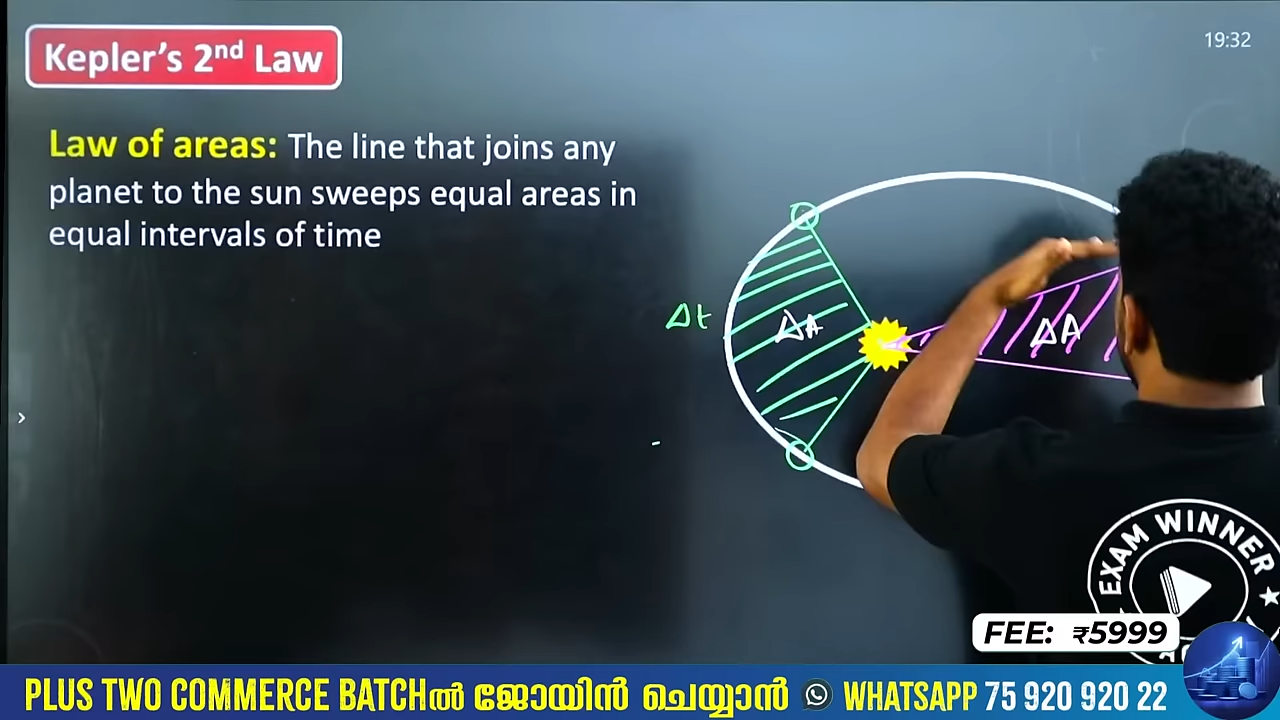 Kepler's 2nd Law
19:32
Law of areas: The line that joins any
planet to the sun sweeps equal areas in
equal intervals of time
Δt
ΔA
ΔA
EXAM WINNER
FEE: ₹5999
PLUS TWO COMMERCE BATCHൽ ജോയിൻ ചെയ്യാൻ WHATSAPP 75 920 920 22